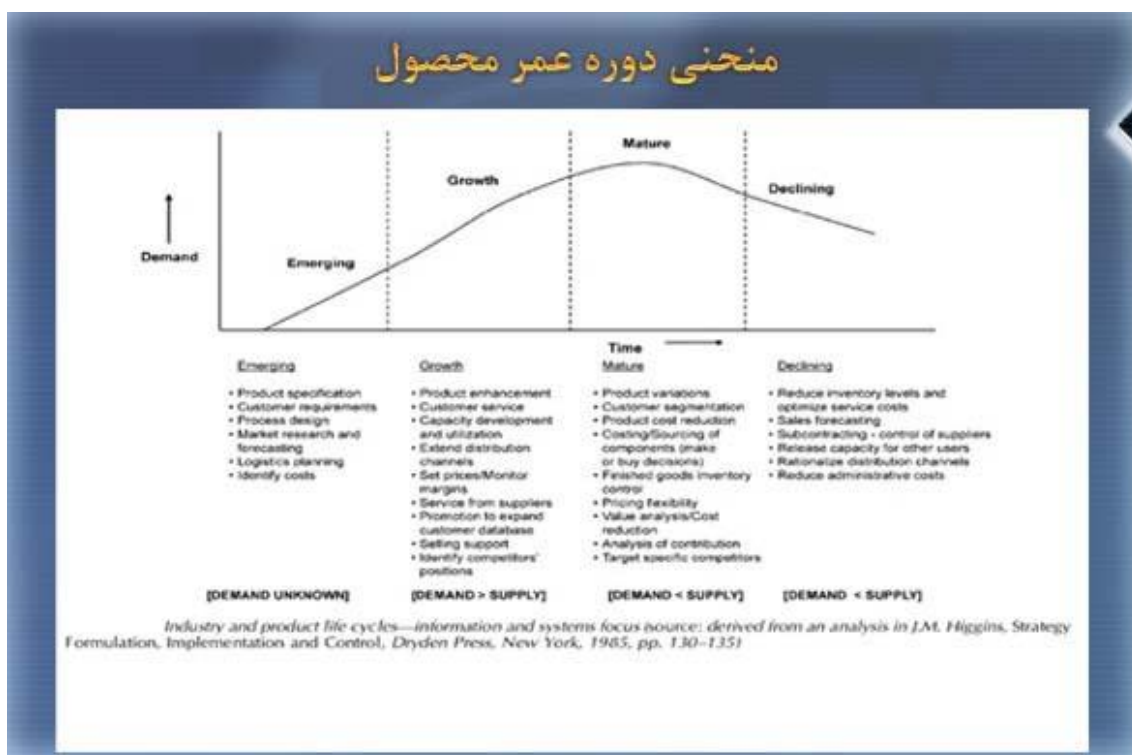 منحنی دوره عمر محصول
Mature
Growth
Declining
Demand
Emerging
Time
Emerging
• Product specification
• Customer requirements
• Process design
• Market research and
forecasting
• Logistics planning
• Identify costs
[DEMAND UNKNOWN]
Growth
• Product enhancement
• Customer service
• Capacity development
and utilization
• Extend distribution
channels
• Set prices/Monitor
margins
• Service from suppliers
• Promotion to expand
customer database
• Selling support
• Identify competitors'
positions
[DEMAND > SUPPLY]
Mature
• Product variations
• Customer segmentation
• Product cost reduction
• Costing/Sourcing of
components (make
or buy decisions)
• Finished goods inventory
control
• Pricing flexibility
• Value analysis/Cost
reduction
• Analysis of contribution
• Target specific competitors
[DEMAND < SUPPLY]
Declining
• Reduce inventory levels and
optimize service costs
• Sales forecasting
• Subcontracting - control of suppliers
• Release capacity for other users
• Rationalize distribution channels
• Reduce administrative costs
[DEMAND < SUPPLY]
Industry and product life cycles—information and systems focus (source: derived from an analysis in J.M. Higgins, Strategy
Formulation, Implementation and Control, Dryden Press, New York, 1985, pp. 130–135)